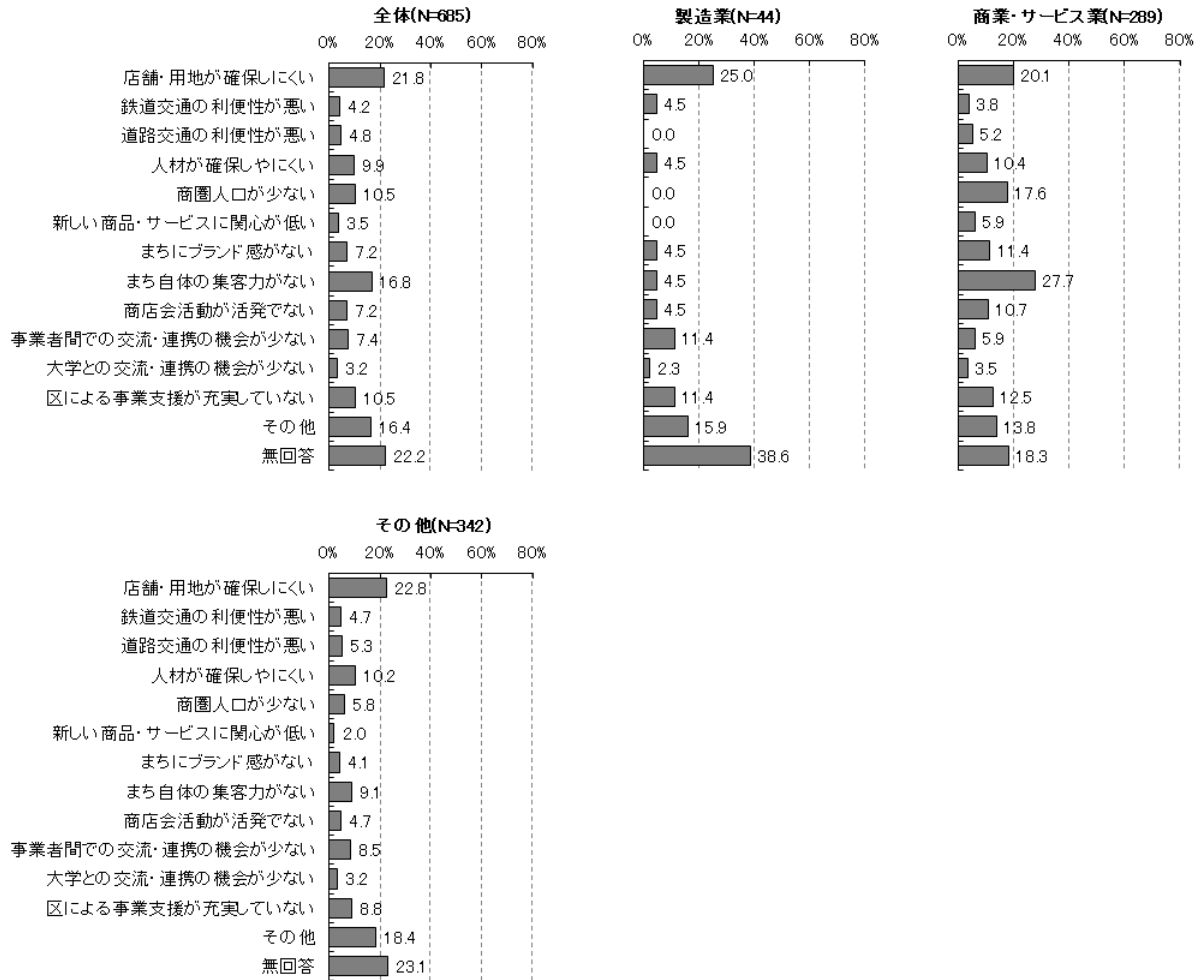 全体(N=685)
0% 20% 40% 60% 80%
店舗・用地が確保しにくい 21.8
鉄道交通の利便性が悪い 4.2
道路交通の利便性が悪い 4.8
人材が確保しやにくい 9.9
商圏人口が少ない 10.5
新しい商品・サービスに関心が低い 3.5
まちにブランド感がない 7.2
まち自体の集客力がない 16.8
商店会活動が活発でない 7.2
事業者間での交流・連携の機会が少ない 7.4
大学との交流・連携の機会が少ない 3.2
区による事業支援が充実していない 10.5
その他 16.4
無回答 22.2
製造業(N=44)
0% 20% 40% 60% 80%
25.0
4.5
0.0
4.5
0.0
0.0
4.5
4.5
4.5
11.4
2.3
11.4
15.9
38.6
商業・サービス業(N=289)
0% 20% 40% 60% 80%
20.1
3.8
5.2
10.4
17.6
5.9
11.4
27.7
10.7
5.9
3.5
12.5
13.8
18.3
その他(N=342)
0% 20% 40% 60% 80%
店舗・用地が確保しにくい 22.8
鉄道交通の利便性が悪い 4.7
道路交通の利便性が悪い 5.3
人材が確保しやにくい 10.2
商圏人口が少ない 5.8
新しい商品・サービスに関心が低い 2.0
まちにブランド感がない 4.1
まち自体の集客力がない 9.1
商店会活動が活発でない 4.7
事業者間での交流・連携の機会が少ない 8.5
大学との交流・連携の機会が少ない 3.2
区による事業支援が充実していない 8.8
その他 18.4
無回答 23.1